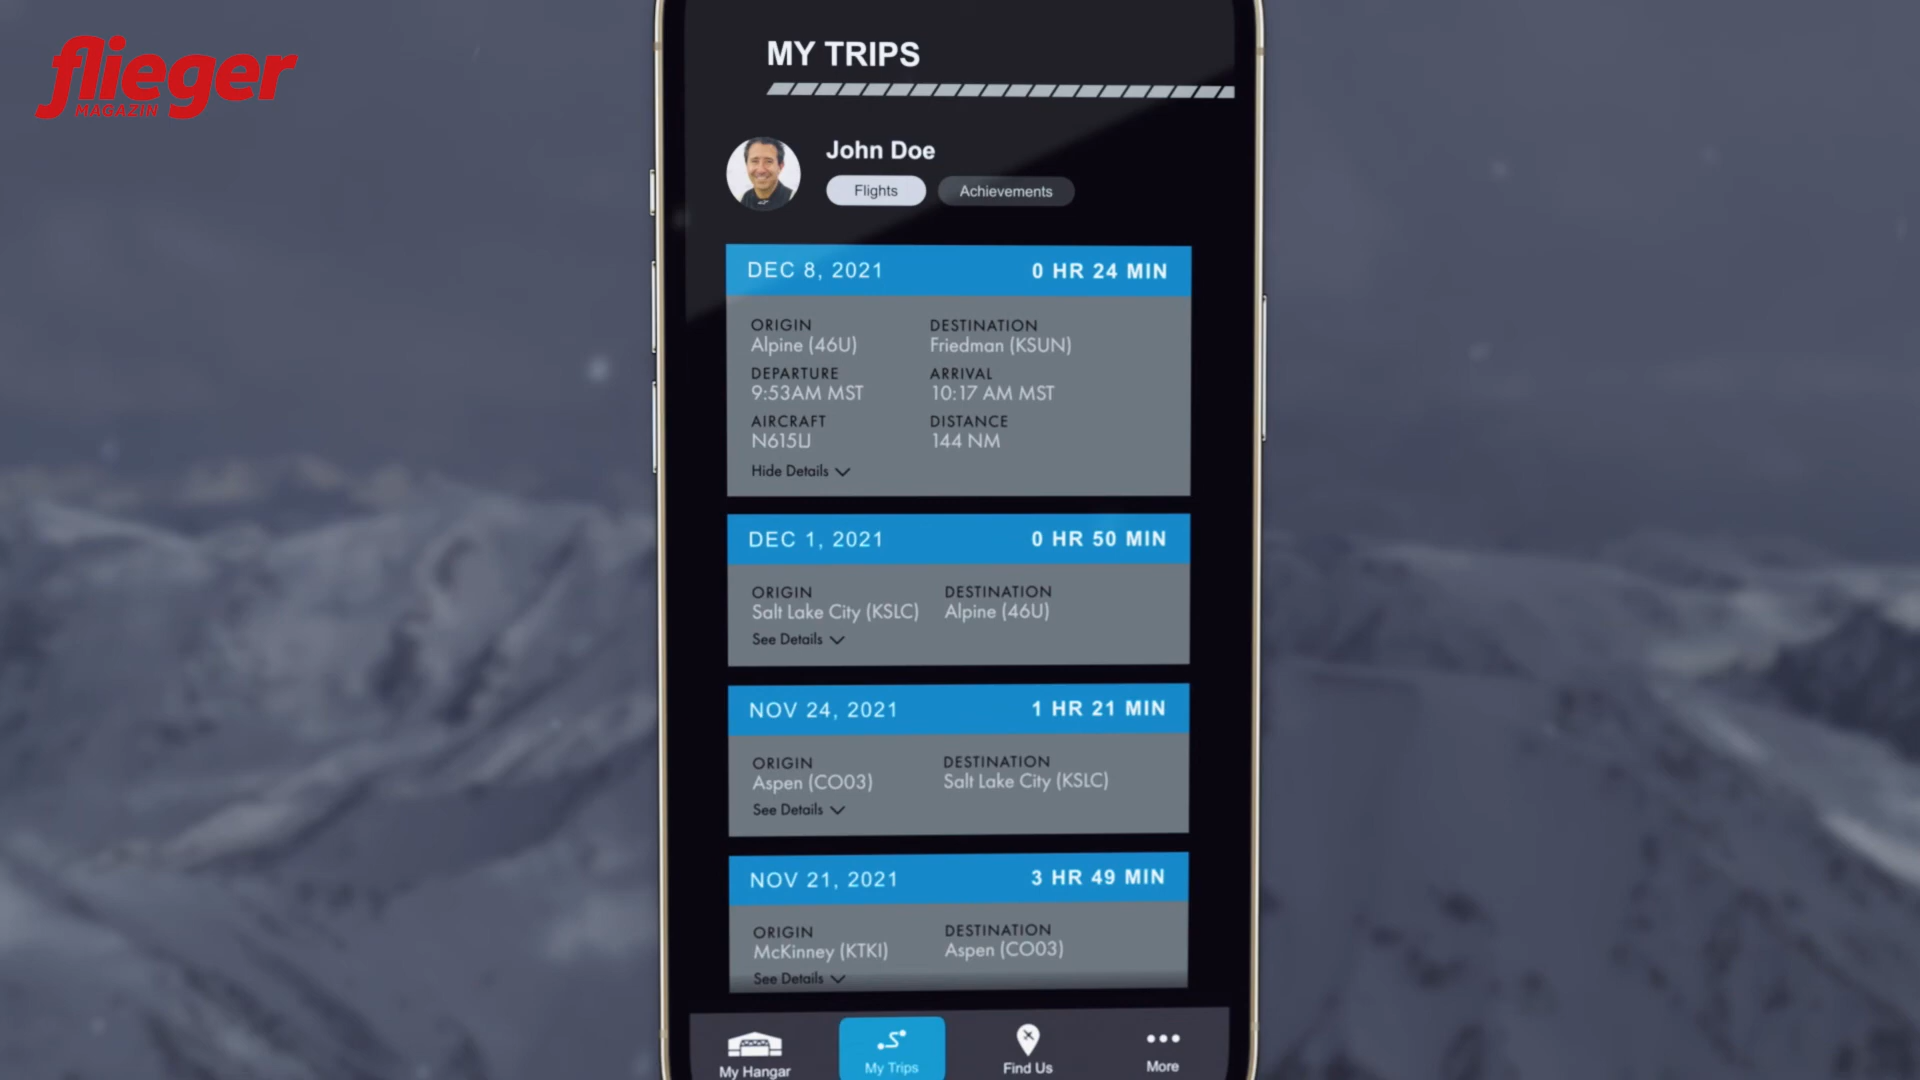 flieger
MAGAZIN
MY TRIPS
John Doe
Flights Achievements
DEC 8, 2021 0 HR 24 MIN
ORIGIN DESTINATION
Alpine (46U) Friedman (KSUN)
DEPARTURE ARRIVAL
9:53AM MST 10:17 AM MST
AIRCRAFT DISTANCE
N615LJ 144 NM
Hide Details
DEC 1, 2021 0 HR 50 MIN
ORIGIN DESTINATION
Salt Lake City (KSLC) Alpine (46U)
See Details
NOV 24, 2021 1 HR 21 MIN
ORIGIN DESTINATION
Aspen (CO03) Salt Lake City (KSLC)
See Details
NOV 21, 2021 3 HR 49 MIN
ORIGIN DESTINATION
McKinney (KTKI) Aspen (CO03)
See Details
My Hangar My Trips Find Us More